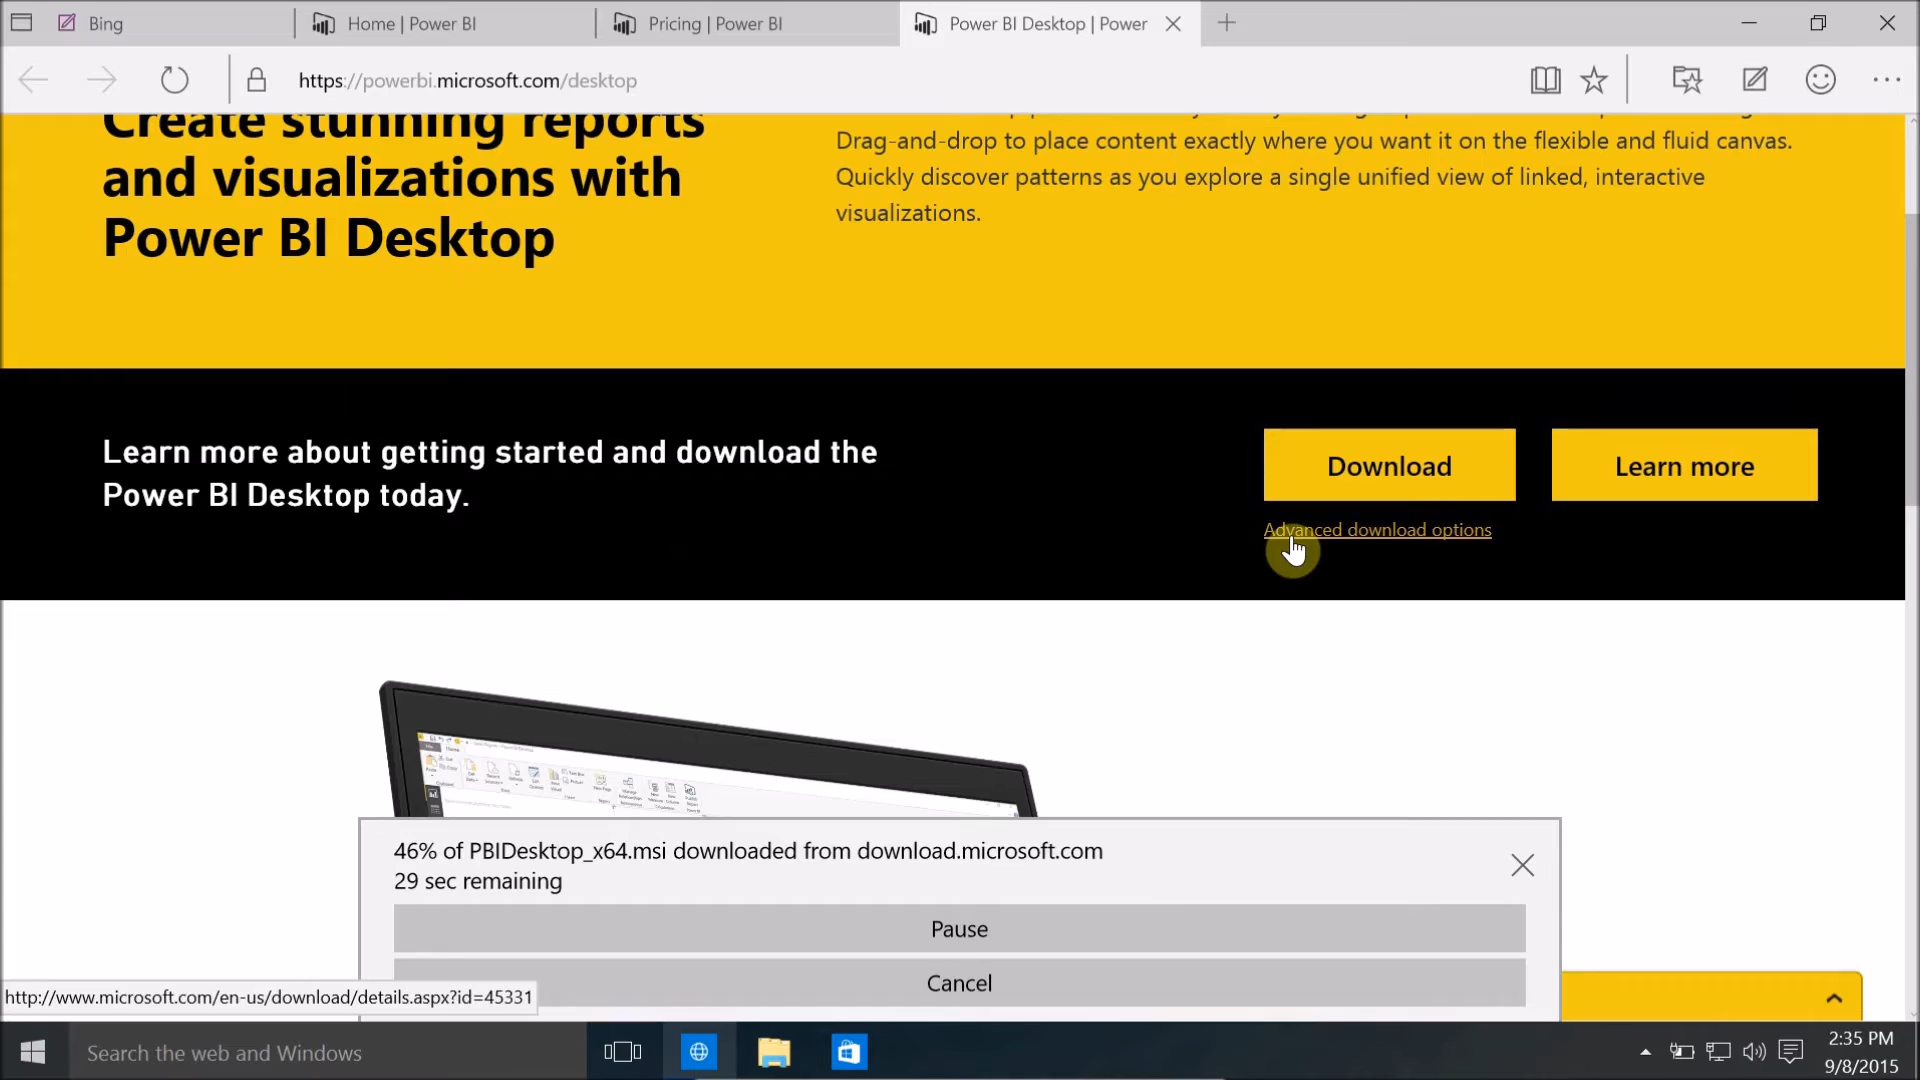 Bing
Home | Power BI
Pricing | Power BI
Power BI Desktop | Power
https://powerbi.microsoft.com/desktop
Create stunning reports
and visualizations with
Power BI Desktop
Drag-and-drop to place content exactly where you want it on the flexible and fluid canvas.
Quickly discover patterns as you explore a single unified view of linked, interactive
visualizations.
Learn more about getting started and download the
Power BI Desktop today.
Download
Learn more
Advanced download options
46% of PBIDesktop_x64.msi downloaded from download.microsoft.com
29 sec remaining
Pause
Cancel
http://www.microsoft.com/en-us/download/details.aspx?id=45331
Search the web and Windows
2:35 PM
9/8/2015